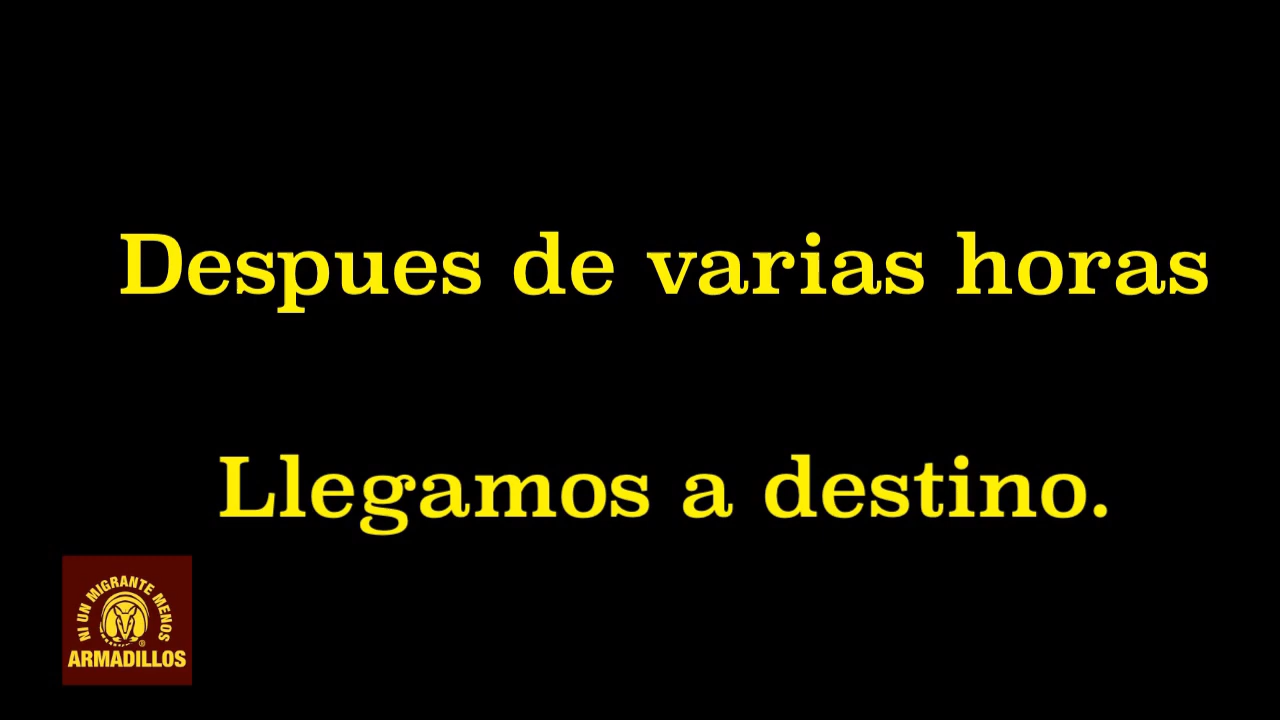 Despues de varias horas
Llegamos a destino.
NI UN MIGRANTE MENOS
®
ARMADILLOS